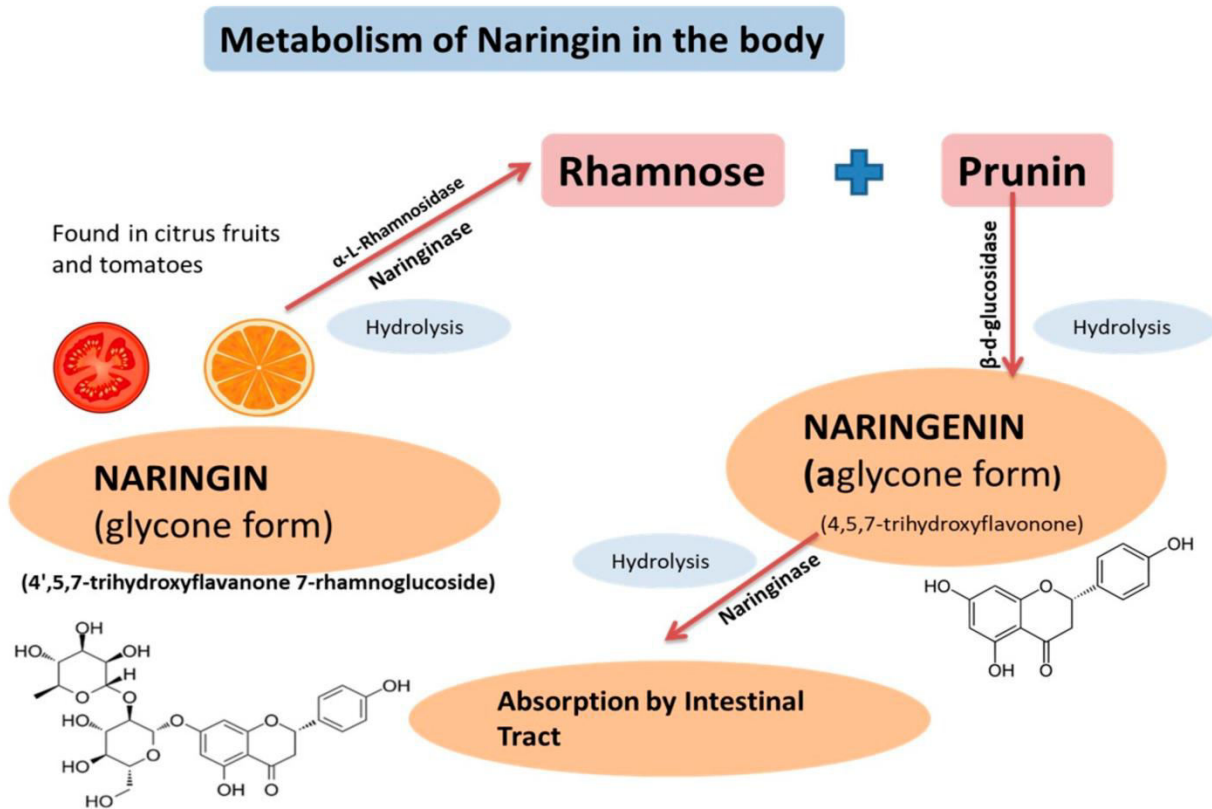 Metabolism of Naringin in the body
Rhamnose
Prunin
α-L-Rhamnosidase
Naringinase
Hydrolysis
Found in citrus fruits
and tomatoes
β-d-glucosidase
Hydrolysis
NARINGIN
(glycone form)
(4',5,7-trihydroxyflavanone 7-rhamnoglucoside)
NARINGENIN
(aglycone form)
(4,5,7-trihydroxyflavonone)
Hydrolysis
Naringinase
Absorption by Intestinal
Tract
OH
HO
O
OH
HO
O
OH
OH
HO
OH
H
O
O
HO
HO
O
O
O
OH
OH
O
HO